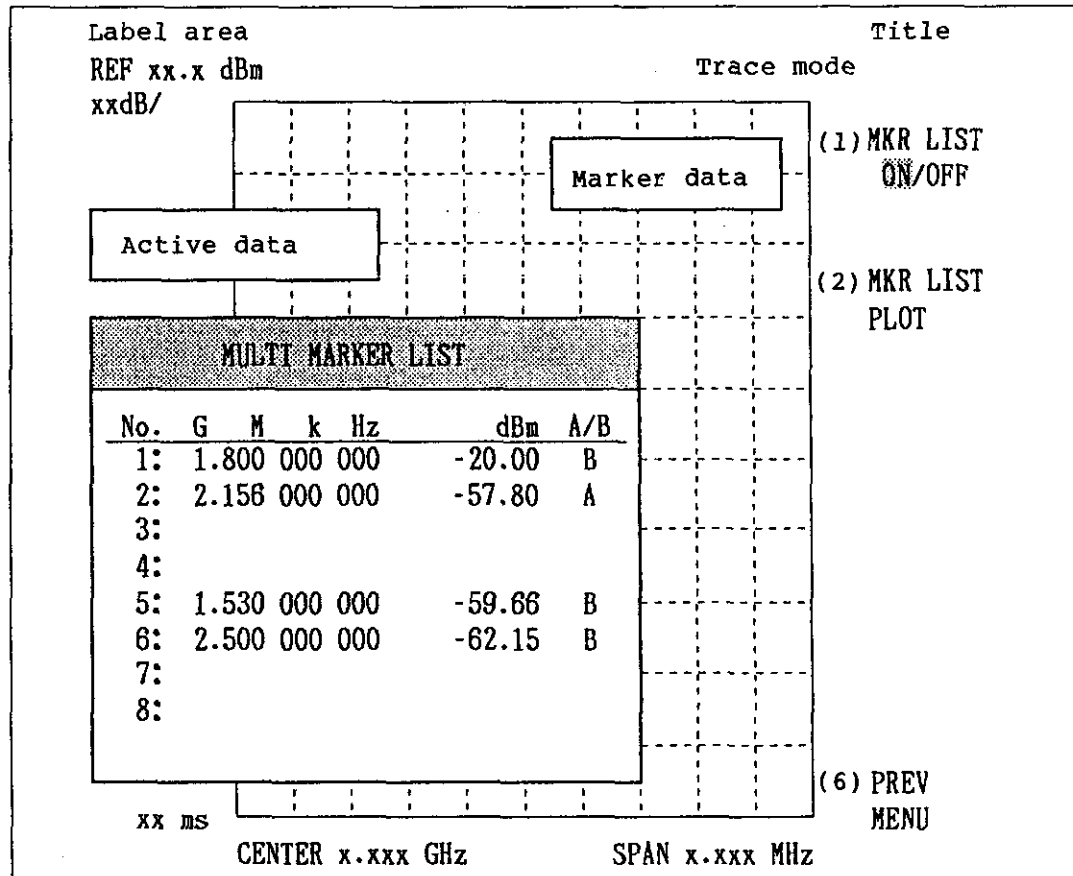 Label area
Title
REF xx.x dBm
Trace mode
xxdB/
(1) MKR LIST
ON/OFF
Marker data
Active data
(2) MKR LIST
PLOT
MULTI MARKER LIST
No. G M k Hz dBm A/B
1: 1.800 000 000 -20.00 B
2: 2.156 000 000 -57.80 A
3:
4:
5: 1.530 000 000 -59.66 B
6: 2.500 000 000 -62.15 B
7:
8:
(6) PREV
MENU
xx ms
CENTER x.xxx GHz SPAN x.xxx MHz